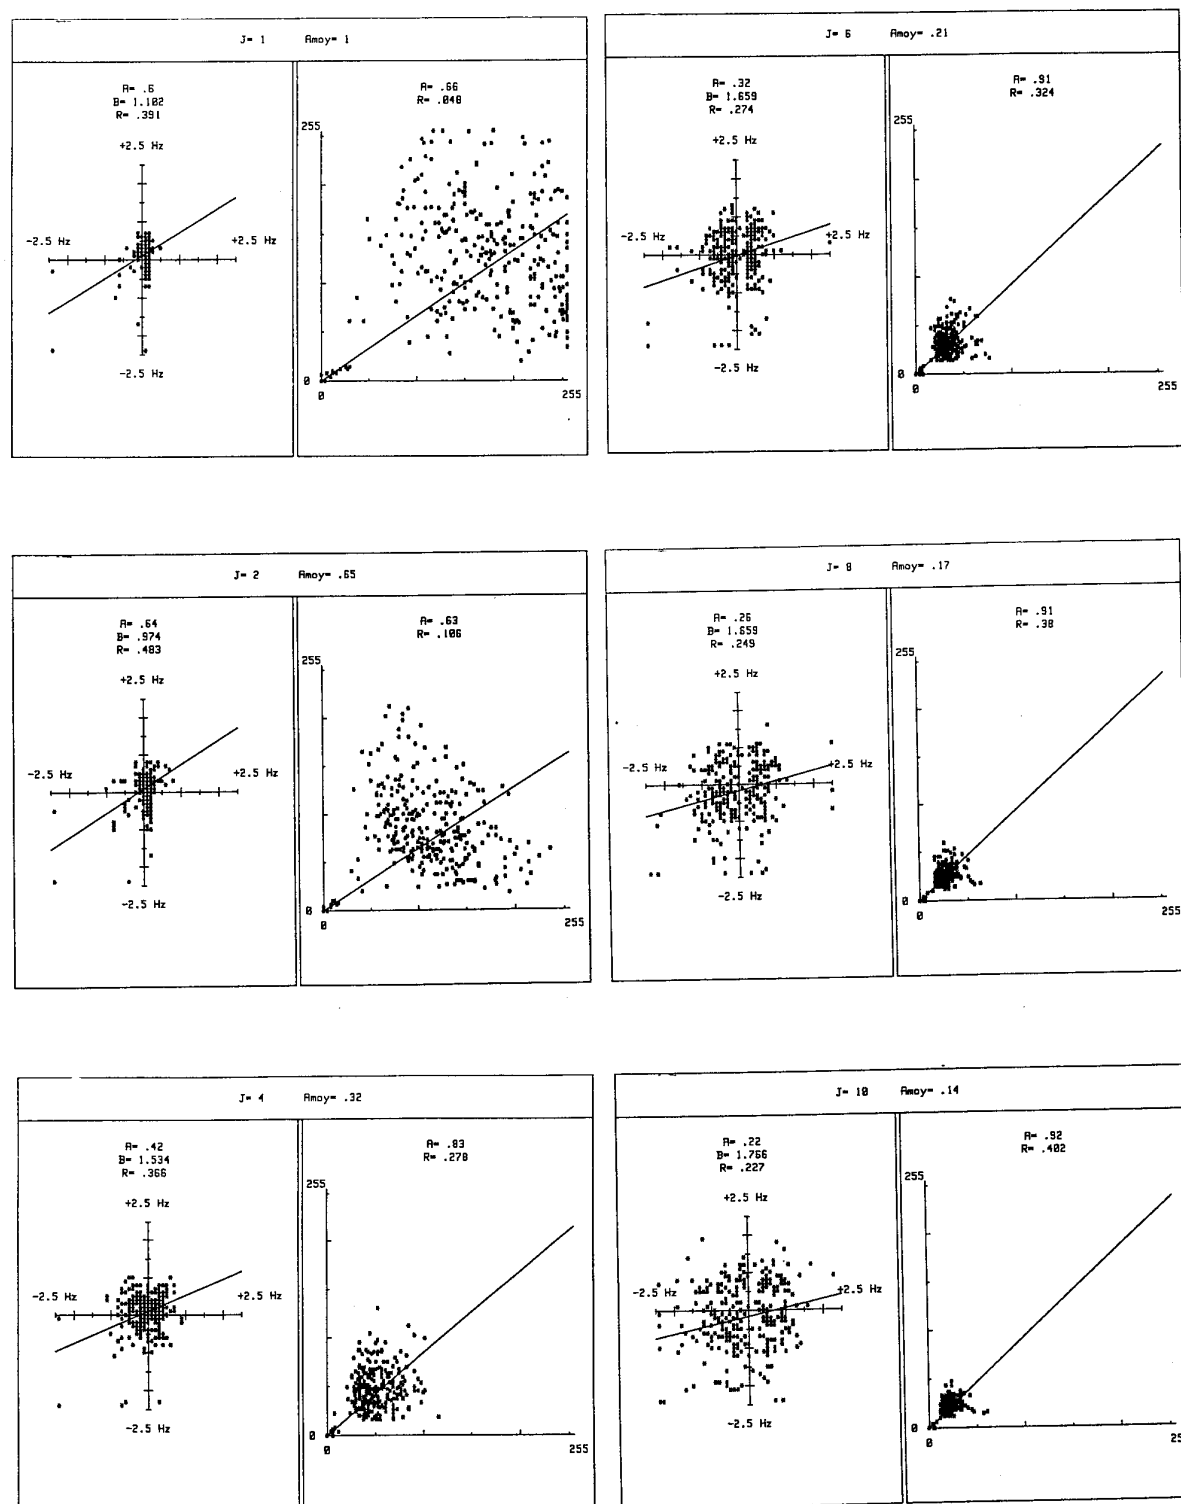 J= 1 Amoy= 1
A= .6
B= 1.102
R= .391
+2.5 Hz
-2.5 Hz
+2.5 Hz
-2.5 Hz
A= .66
R= .048
255
0
0
255
J= 6 Amoy= .21
A= .32
B= 1.659
R= .274
+2.5 Hz
-2.5 Hz
+2.5 Hz
-2.5 Hz
A= .91
R= .324
255
0
0
255
J= 2 Amoy= .65
A= .64
B= .974
R= .483
+2.5 Hz
-2.5 Hz
+2.5 Hz
-2.5 Hz
A= .63
R= .106
255
0
0
255
J= 8 Amoy= .17
A= .26
B= 1.659
R= .249
+2.5 Hz
-2.5 Hz
+2.5 Hz
-2.5 Hz
A= .91
R= .38
255
0
0
255
J= 4 Amoy= .32
A= .42
B= 1.534
R= .366
+2.5 Hz
-2.5 Hz
+2.5 Hz
-2.5 Hz
A= .83
R= .278
255
0
0
255
J= 10 Amoy= .14
A= .22
B= 1.766
R= .227
+2.5 Hz
-2.5 Hz
+2.5 Hz
-2.5 Hz
A= .92
R= .402
255
0
0
255